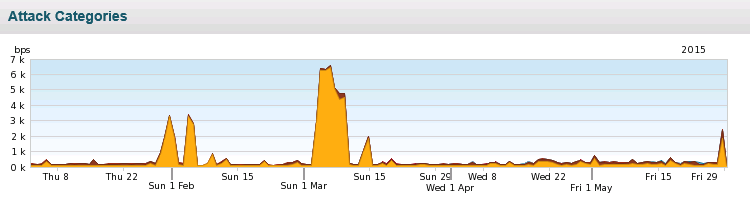 Attack Categories
bps
2015
7 k
6 k
5 k
4 k
3 k
2 k
1 k
0 k
Thu 8
Thu 22
Sun 1 Feb
Sun 15
Sun 1 Mar
Sun 15
Sun 29
Wed 1 Apr
Wed 8
Wed 22
Fri 1 May
Fri 15
Fri 29